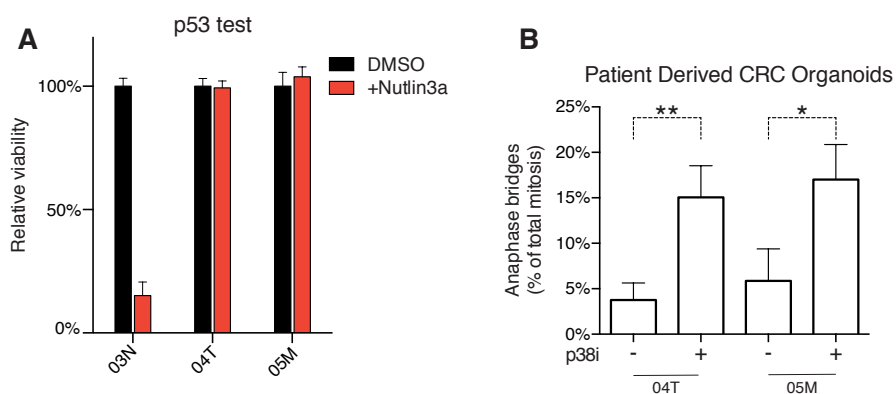 A
p53 test
DMSO
+Nutlin3a
Relative viability
100%
50%
0%
03N
04T
05M
B
Patient Derived CRC Organoids
Anaphase bridges
(% of total mitosis)
25%
20%
15%
10%
5%
0%
** *
p38i - + - +
04T 05M